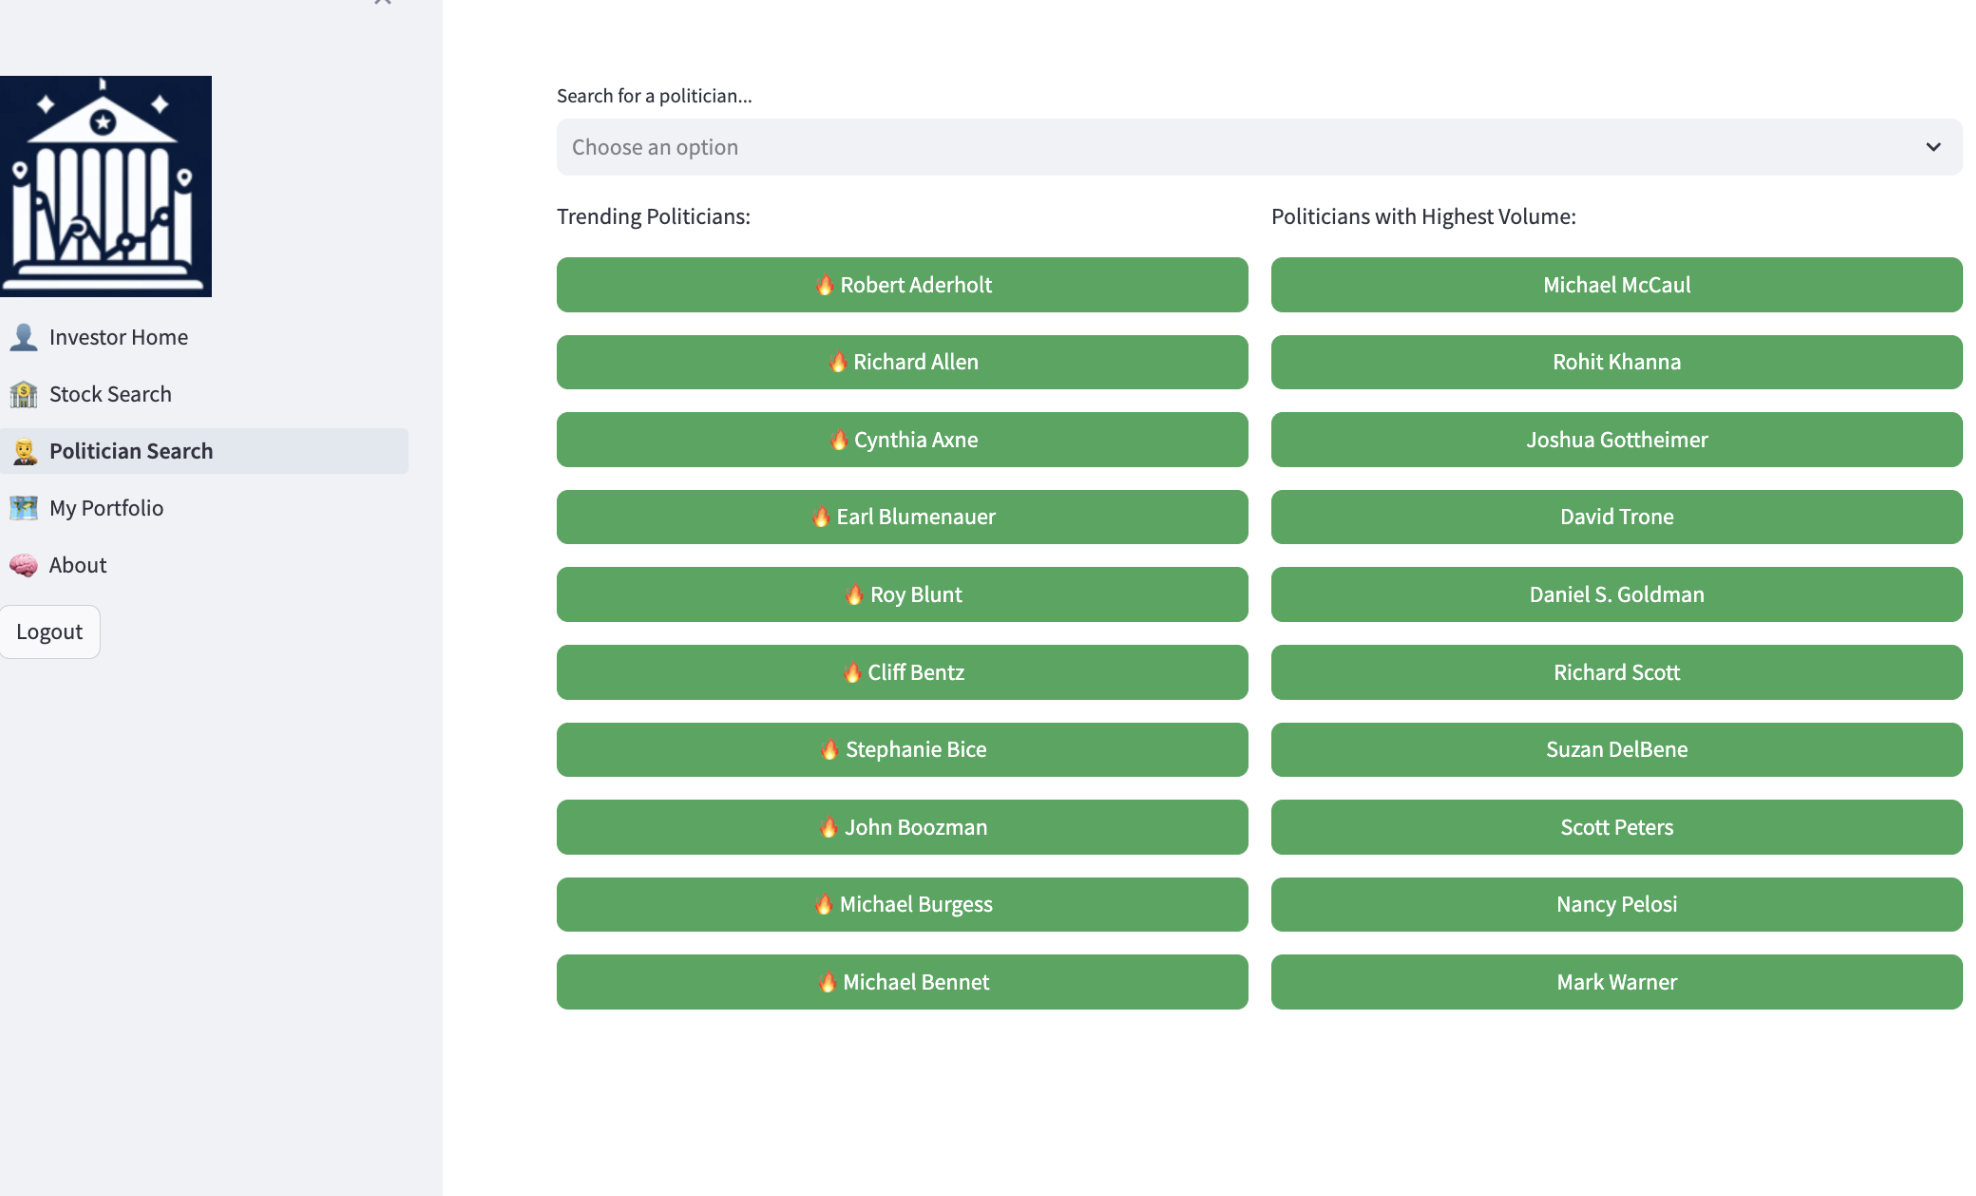 Investor Home
Stock Search
Politician Search
My Portfolio
About
Logout
Search for a politician...
Choose an option
Trending Politicians:
🔥 Robert Aderholt
🔥 Richard Allen
🔥 Cynthia Axne
🔥 Earl Blumenauer
🔥 Roy Blunt
🔥 Cliff Bentz
🔥 Stephanie Bice
🔥 John Boozman
🔥 Michael Burgess
🔥 Michael Bennet
Politicians with Highest Volume:
Michael McCaul
Rohit Khanna
Joshua Gottheimer
David Trone
Daniel S. Goldman
Richard Scott
Suzan DelBene
Scott Peters
Nancy Pelosi
Mark Warner